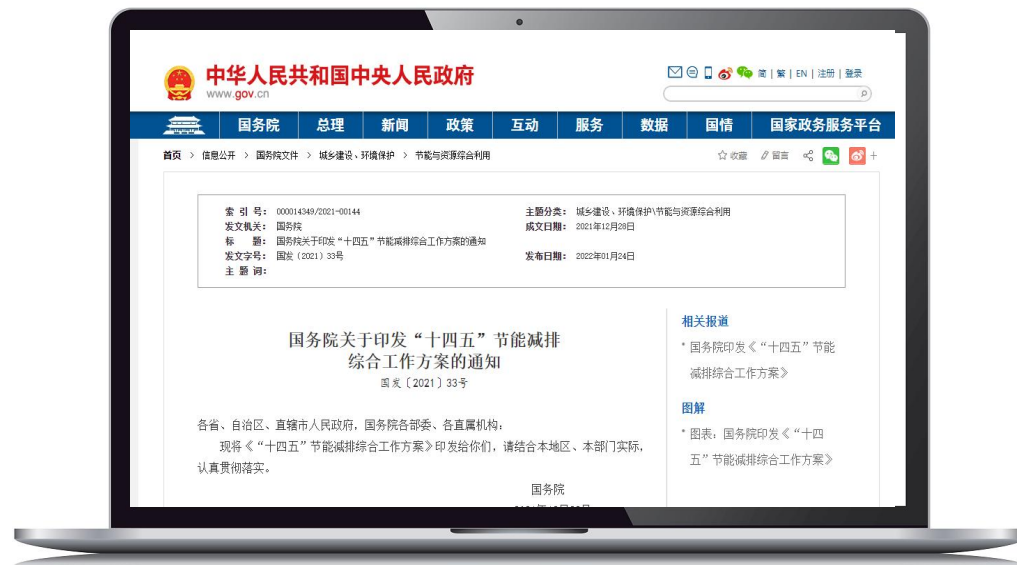 中华人民共和国中央人民政府
www.gov.cn
简 | 繁 | EN | 注册 | 登录
国务院 总理 新闻 政策 互动 服务 数据 国情 国家政务服务平台
首页 > 信息公开 > 国务院文件 > 城乡建设、环境保护 > 节能与资源综合利用
收藏 留言
索 引 号: 000014349/2021-00144 主题分类: 城乡建设、环境保护\节能与资源综合利用
发文机关: 国务院 成文日期: 2021年12月28日
标 题: 国务院关于印发“十四五”节能减排综合工作方案的通知
发文字号: 国发〔2021〕33号 发布日期: 2022年01月24日
主 题 词:
国务院关于印发“十四五”节能减排
综合工作方案的通知
国发〔2021〕33号
各省、自治区、直辖市人民政府，国务院各部委、各直属机构：
现将《“十四五”节能减排综合工作方案》印发给你们，请结合本地区、本部门实际，
认真贯彻落实。
国务院
相关报道
• 国务院印发《“十四五”节能
减排综合工作方案》
图解
• 图表：国务院印发《“十四
五”节能减排综合工作方案》